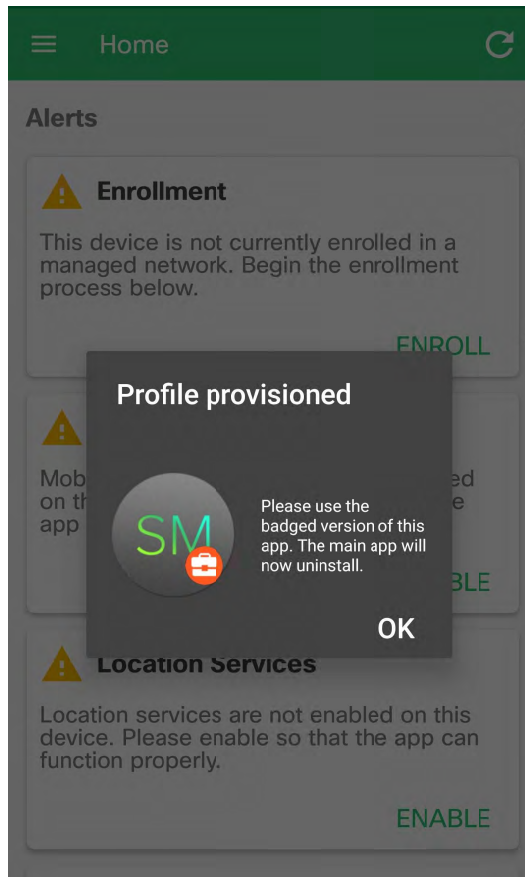 Home
Alerts
Enrollment
This device is not currently enrolled in a
managed network. Begin the enrollment
process below.
ENROLL
Profile provisioned
SM
Please use the
badged version of this
app. The main app will
now uninstall.
OK
on th
app
Location Services
Location services are not enabled on this
device. Please enable so that the app can
function properly.
ENABLE